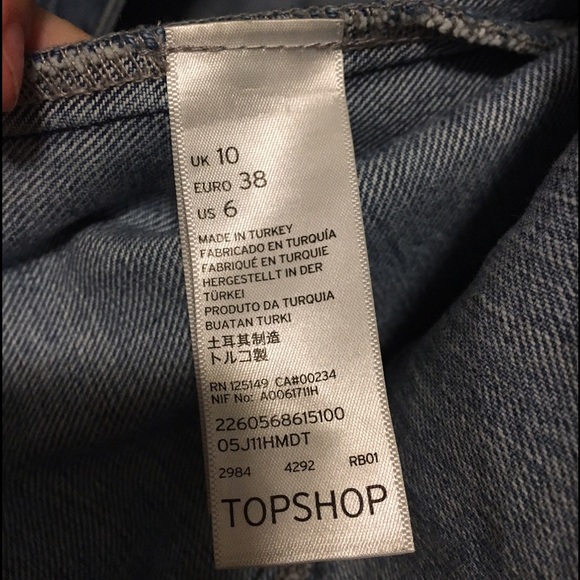 UK 10
EURO 38
US 6
MADE IN TURKEY
FABRICADO EN TURQUÍA
FABRIQUÉ EN TURQUIE
HERGESTELLT IN DER
TÜRKEI
PRODUTO DA TURQUIA
BUATAN TURKI
土耳其制造
トルコ製
RN 125149 CA#00234
NIF No: A0061711H
2260568615100
05J11HMDT
2984 4292 RB01
TOPSHOP